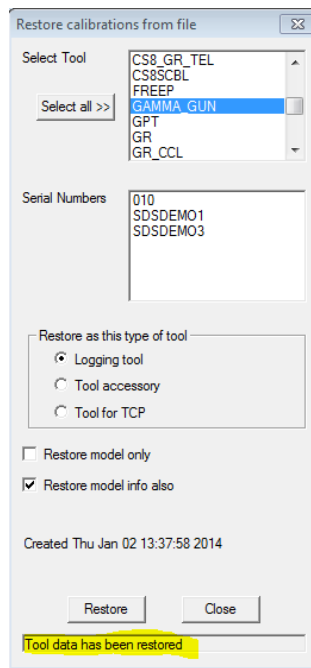 Restore calibrations from file
Select Tool
Select all >>
CS8_GR_TEL
CS8SCBL
FREEP
GAMMA_GUN
GPT
GR
GR_CCL
Serial Numbers
010
SDSDEMO1
SDSDEMO3
Restore as this type of tool
Logging tool
Tool accessory
Tool for TCP
Restore model only
Restore model info also
Created Thu Jan 02 13:37:58 2014
Restore
Close
Tool data has been restored